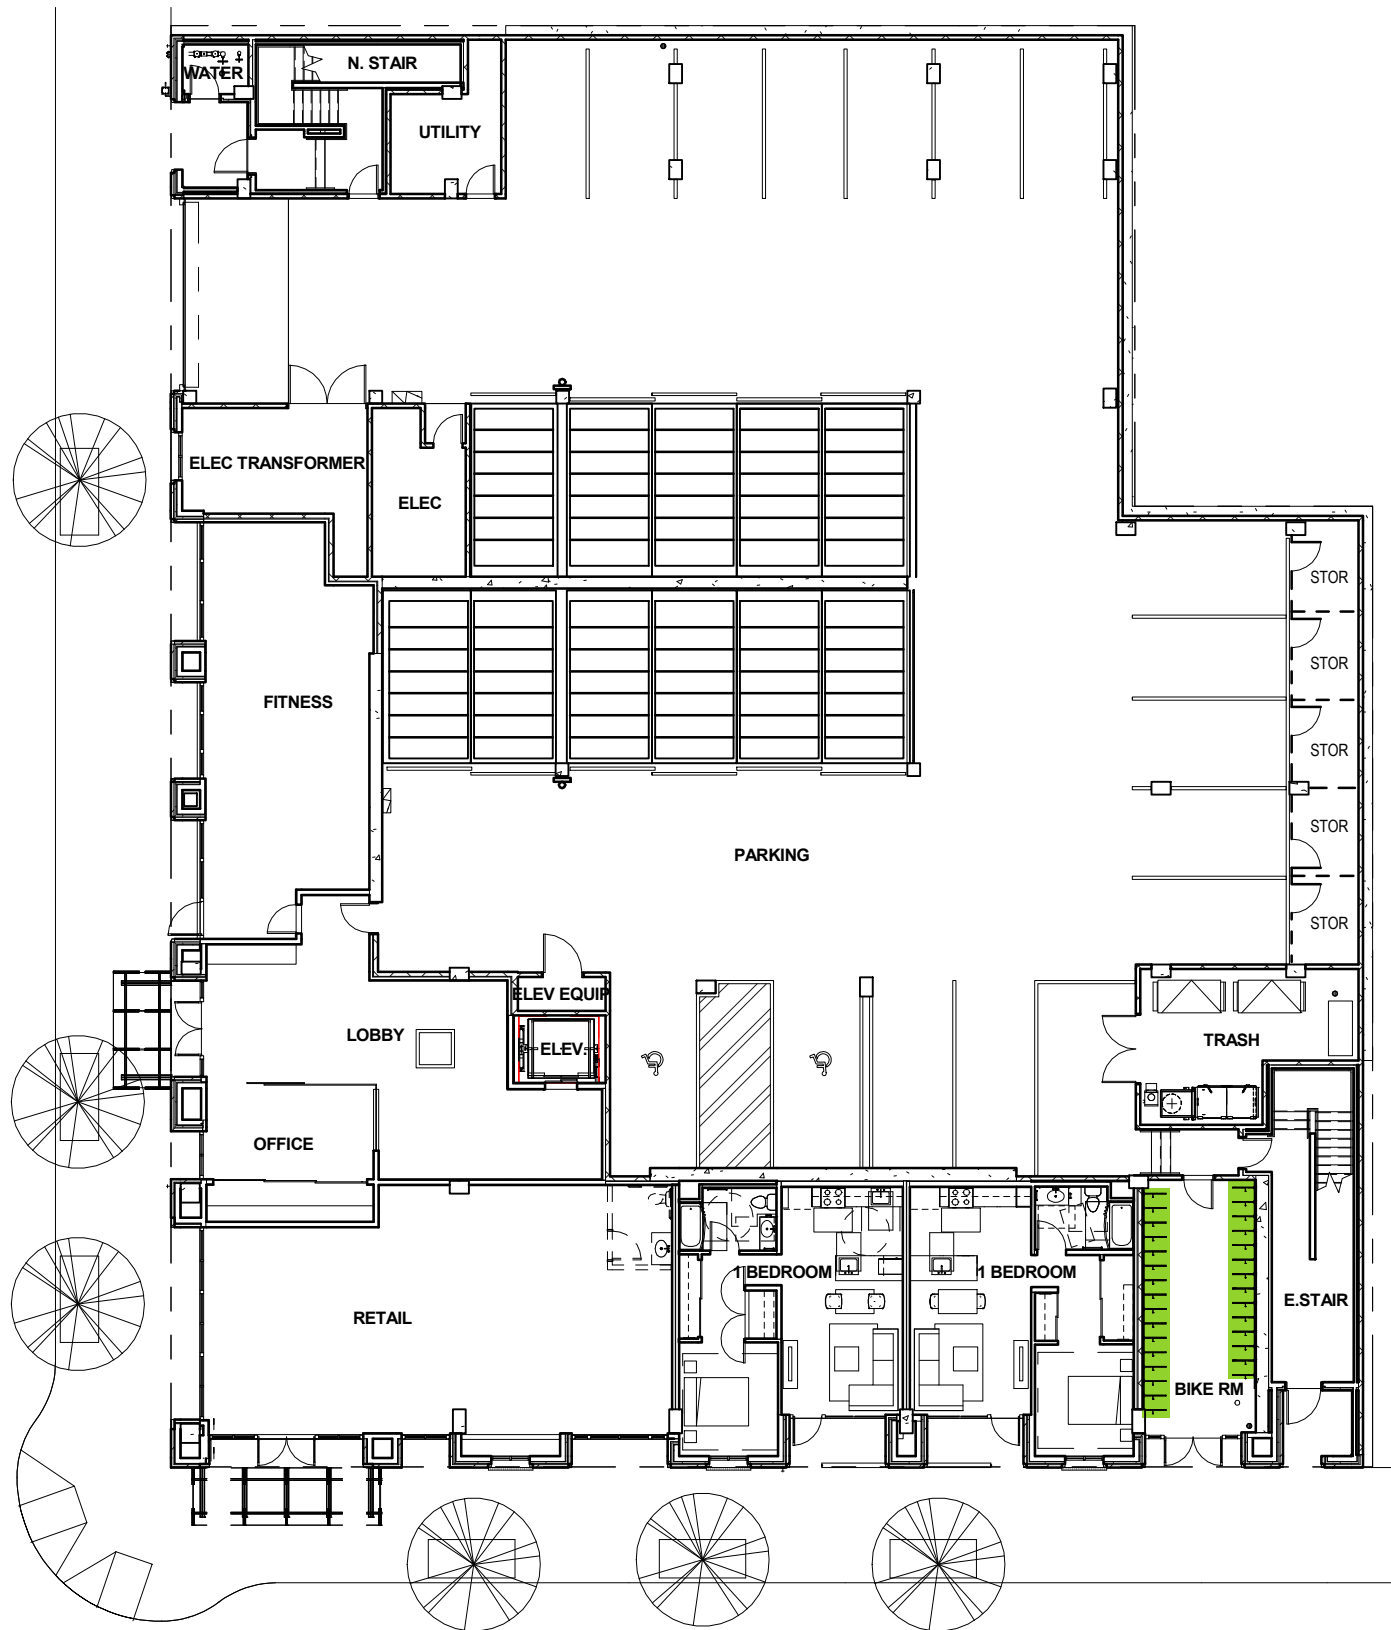 N. STAIR
WATER
UTILITY
ELEC TRANSFORMER
ELEC
STOR
STOR
FITNESS
STOR
STOR
PARKING
STOR
ELEV EQUIP
LOBBY
ELEV.
TRASH
OFFICE
1 BEDROOM
1 BEDROOM
E.STAIR
RETAIL
BIKE RM